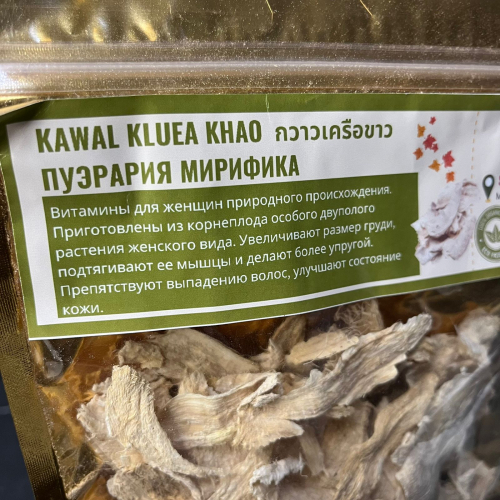 KAWAL KLUEA KHAO กวาวเครือขาว
ПУЭРАРИЯ МИРИФИКА
Витамины для женщин природного происхождения.
Приготовлены из корнеплода особого двуполого
растения женского вида. Увеличивают размер груди,
подтягивают ее мышцы и делают более упругой.
Препятствуют выпадению волос, улучшают состояние
кожи.